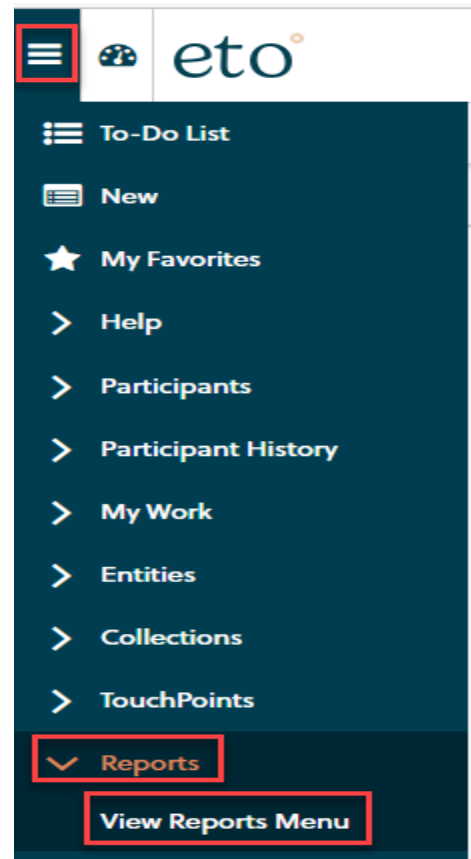 eto
To-Do List
New
My Favorites
Help
Participants
Participant History
My Work
Entities
Collections
TouchPoints
Reports
View Reports Menu